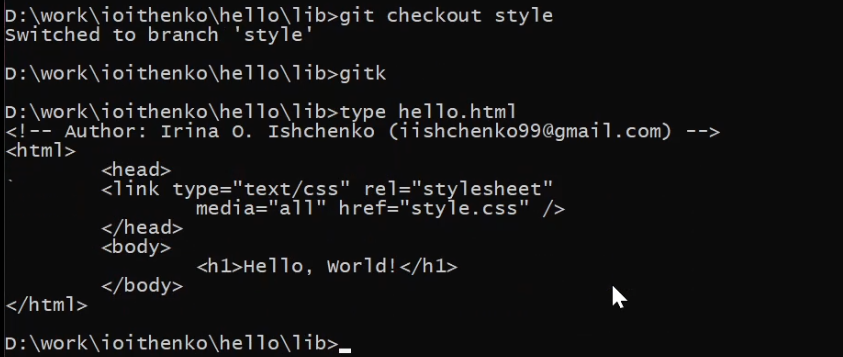 D:\work\ioithenko\hello\lib>git checkout style
Switched to branch 'style'
D:\work\ioithenko\hello\lib>gitk
D:\work\ioithenko\hello\lib>type hello.html
<!-- Author: Irina O. Ishchenko (iishchenko99@gmail.com) -->
<html>
        <head>
`       <link type="text/css" rel="stylesheet"
                media="all" href="style.css" />
        </head>
        <body>
                <h1>Hello, World!</h1>
        </body>
</html>
D:\work\ioithenko\hello\lib>